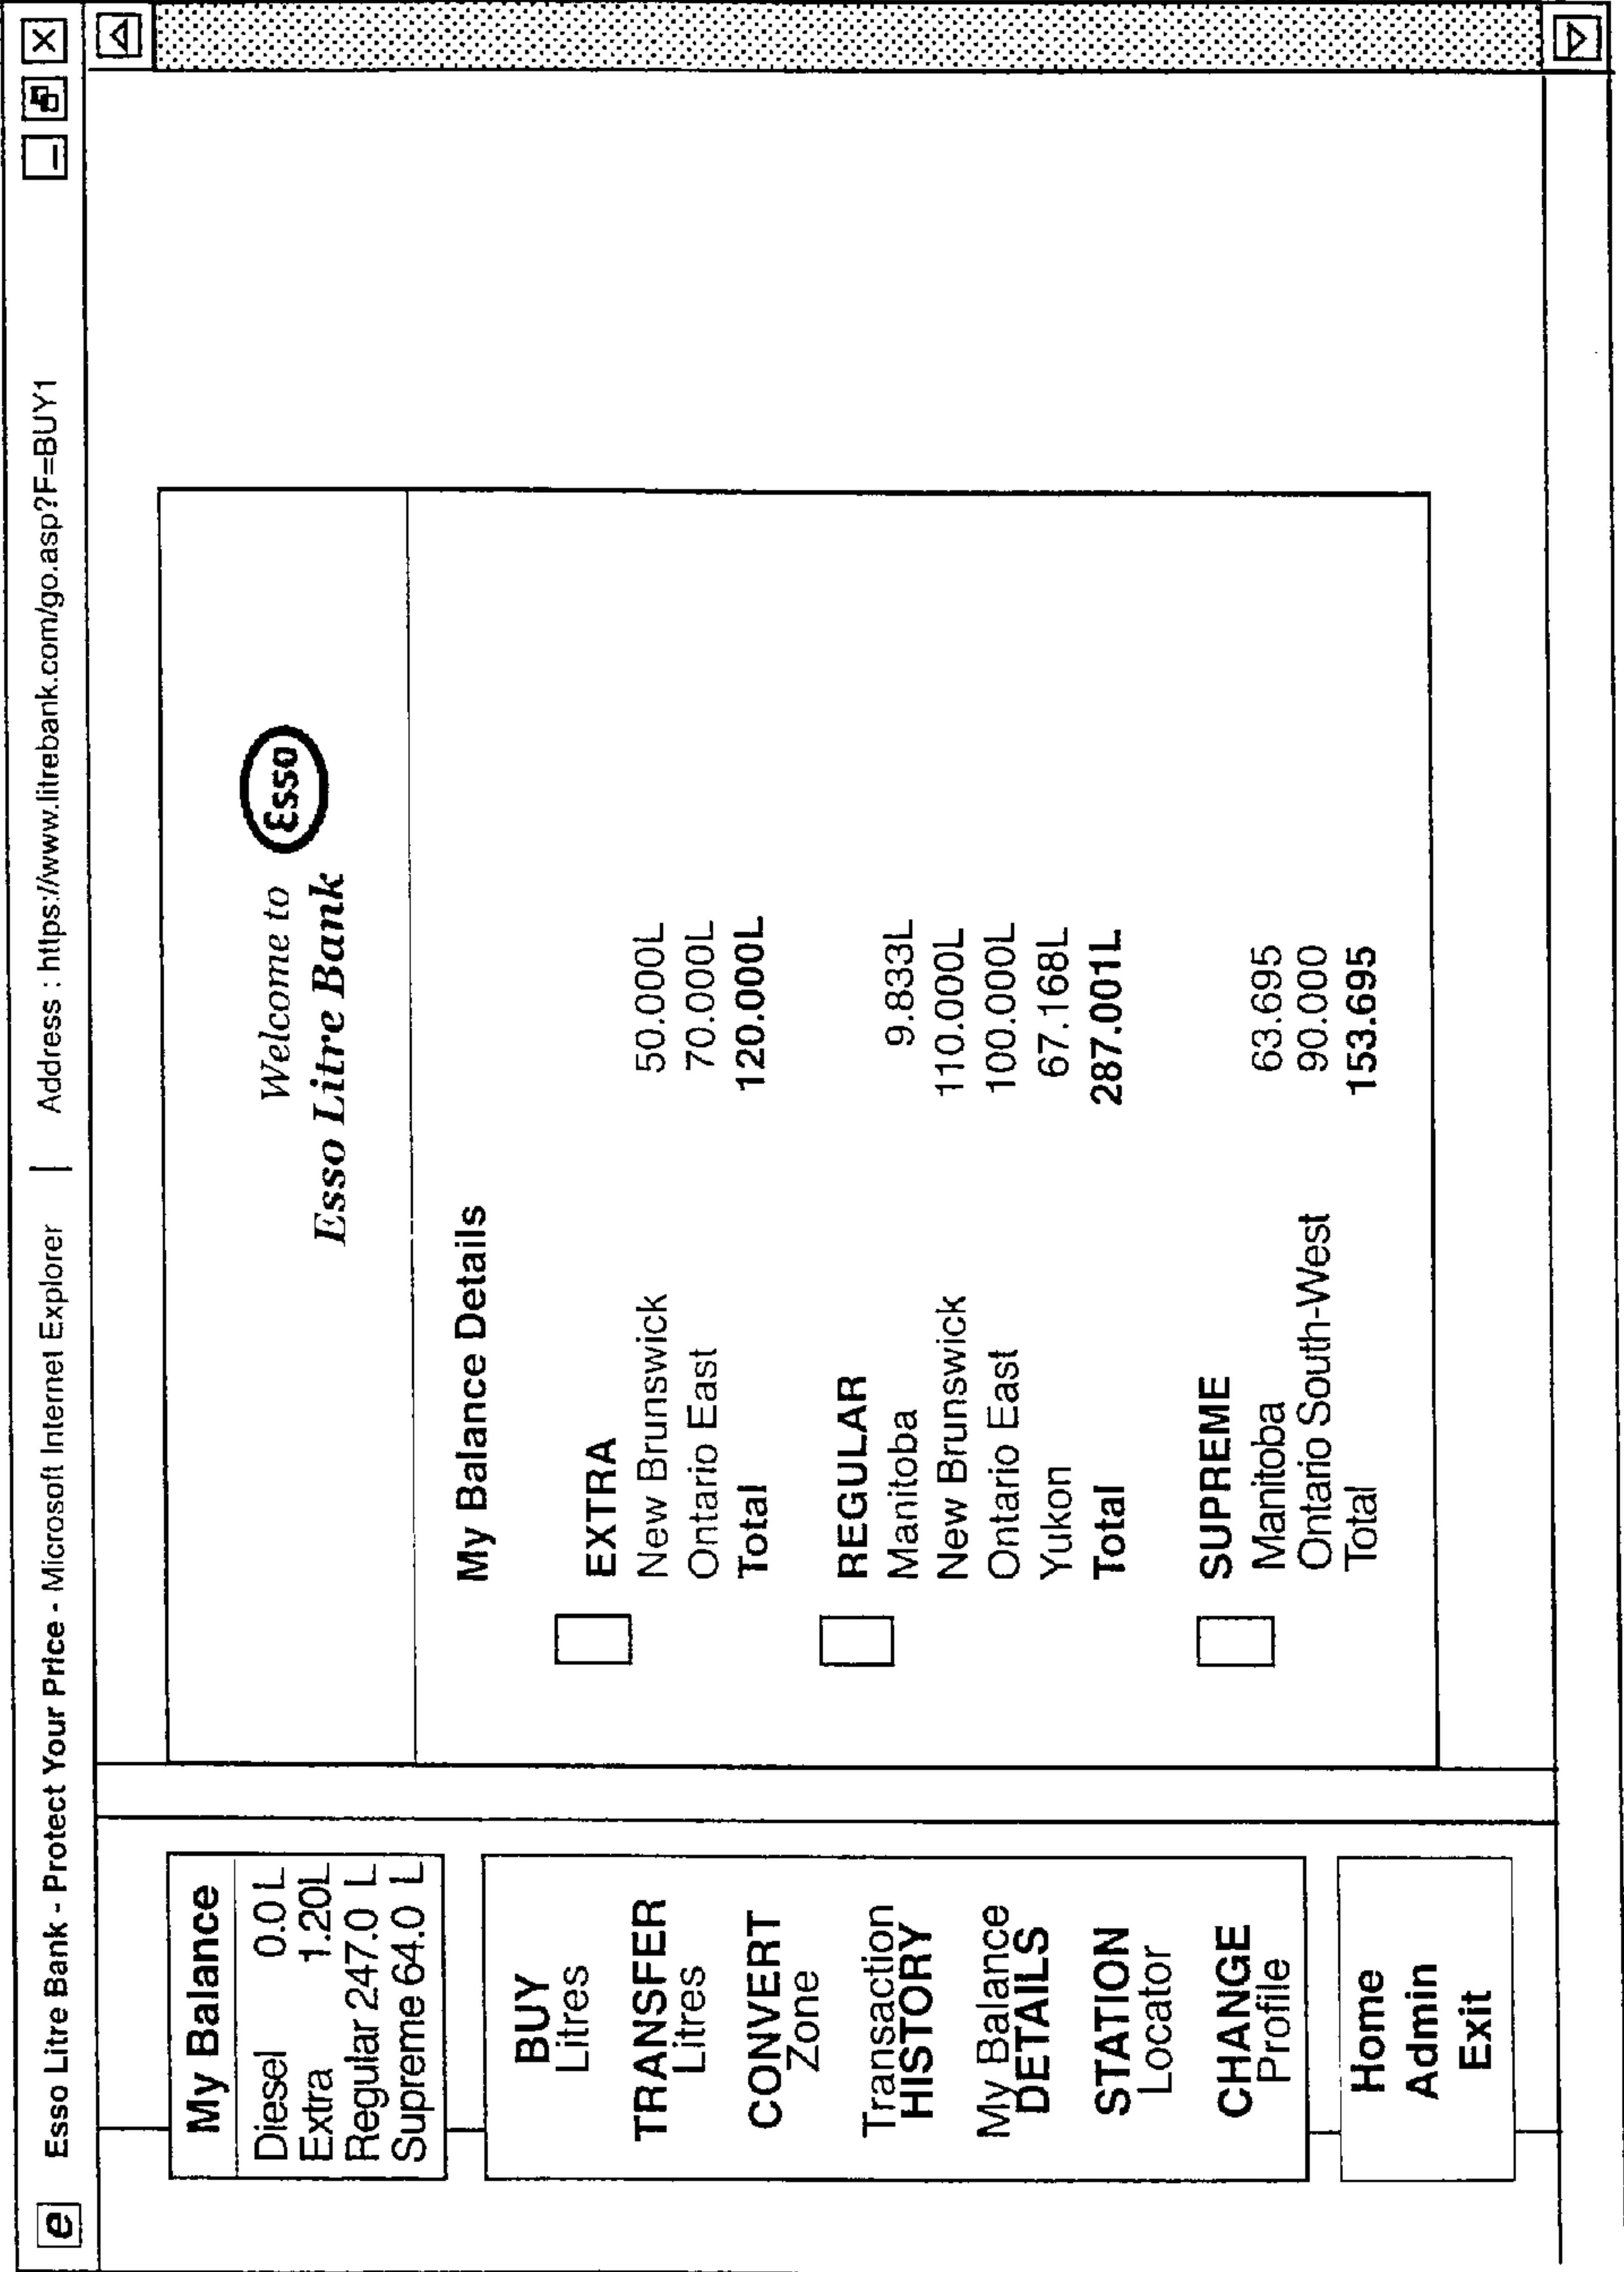 Esso Litre Bank - Protect Your Price - Microsoft Internet Explorer | Address : https://www.litrebank.com/go.asp?F=BUY1
My Balance
Diesel 0.0 L
Extra 1.20L
Regular 247.0 L
Supreme 64.0 L
BUY
Litres
TRANSFER
Litres
CONVERT
Zone
Transaction
HISTORY
My Balance
DETAILS
STATION
Locator
CHANGE
Profile
Home
Admin
Exit
Welcome to
Esso Litre Bank
Esso
My Balance Details
EXTRA
New Brunswick 50.000L
Ontario East 70.000L
Total 120.000L
REGULAR
Manitoba 9.833L
New Brunswick 110.000L
Ontario East 100.000L
Yukon 67.168L
Total 287.001L
SUPREME
Manitoba 63.695
Ontario South-West 90.000
Total 153.695